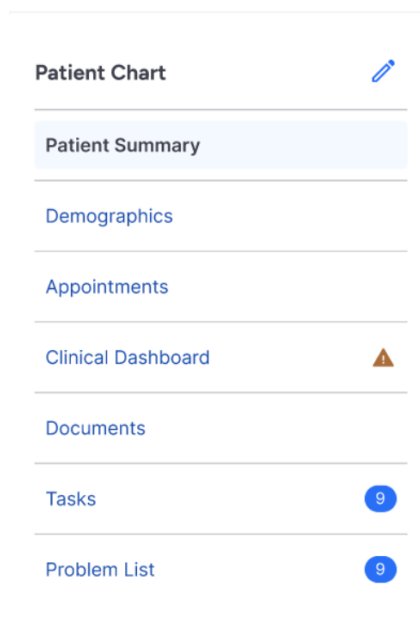 Patient Chart
Patient Summary
Demographics
Appointments
Clinical Dashboard
Documents
Tasks 9
Problem List 9